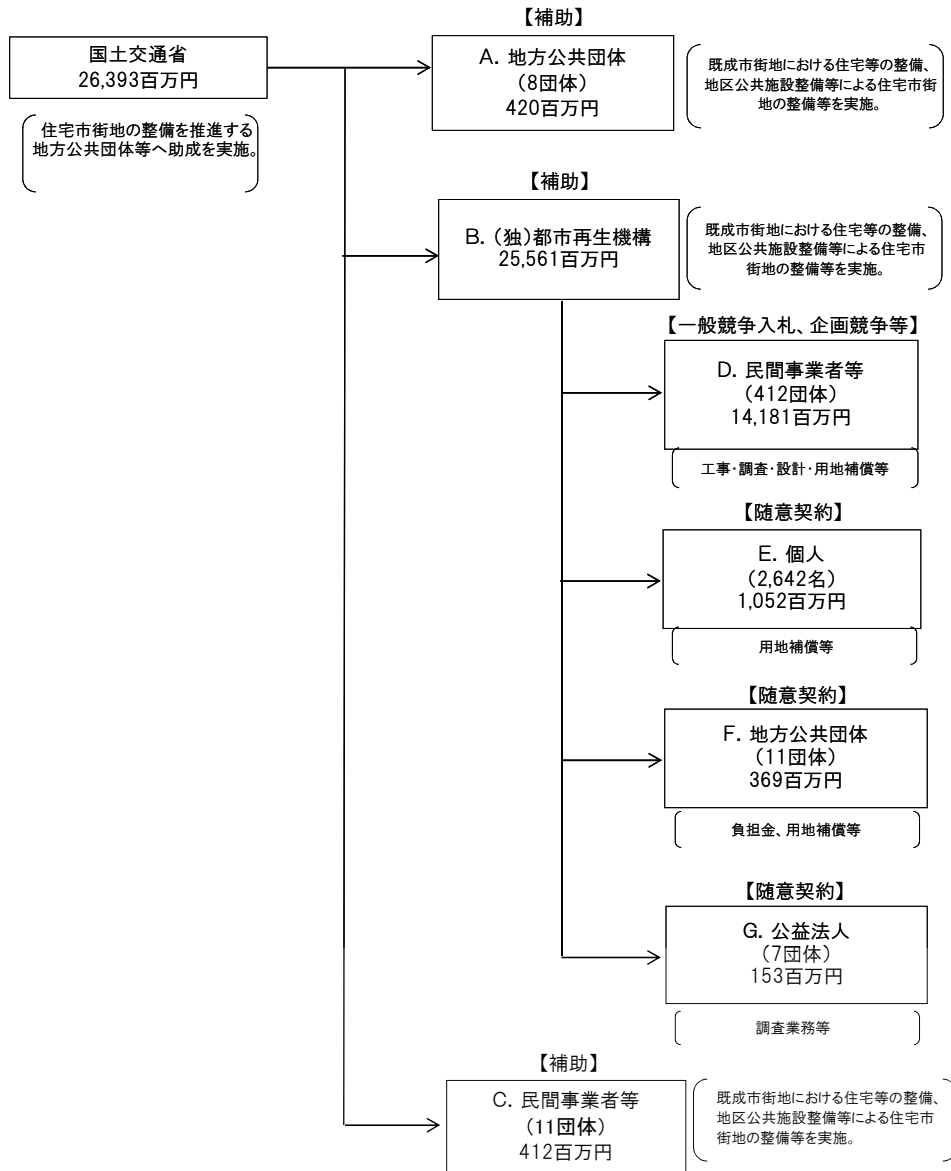 【補助】
国土交通省
26,393百万円
A. 地方公共団体
(8団体)
420百万円
既成市街地における住宅等の整備、
地区公共施設整備等による住宅市街
地の整備等を実施。
住宅市街地の整備を推進する
地方公共団体等へ助成を実施。
【補助】
B. (独)都市再生機構
25,561百万円
既成市街地における住宅等の整備、
地区公共施設整備等による住宅市
街地の整備等を実施。
【一般競争入札、企画競争等】
D. 民間事業者等
(412団体)
14,181百万円
工事・調査・設計・用地補償等
【随意契約】
E. 個人
(2,642名)
1,052百万円
用地補償等
【随意契約】
F. 地方公共団体
(11団体)
369百万円
負担金、用地補償等
【随意契約】
G. 公益法人
(7団体)
153百万円
調査業務等
【補助】
C. 民間事業者等
(11団体)
412百万円
既成市街地における住宅等の整備、
地区公共施設整備等による住宅市
街地の整備等を実施。